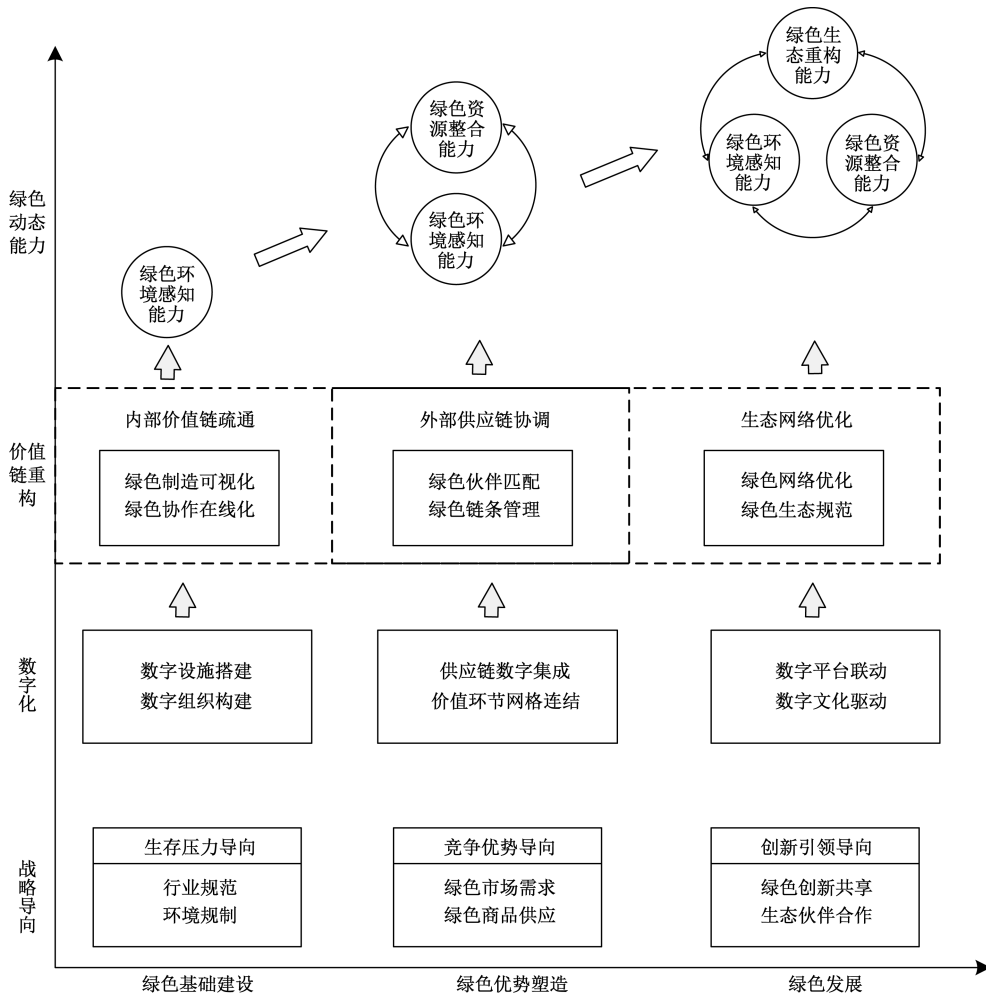 绿色生
态重构
能力
绿色环
境感知
能力
绿色资
源整合
能力
绿色资
源整合
能力
绿色环
境感知
能力
绿色环
境感知
能力
绿色
动态
能力
价值
链重
构
内部价值链疏通
绿色制造可视化
绿色协作在线化
外部供应链协调
绿色伙伴匹配
绿色链条管理
生态网络优化
绿色网络优化
绿色生态规范
数
字
化
数字设施搭建
数字组织构建
供应链数字集成
价值环节网格连结
数字平台联动
数字文化驱动
战
略
导
向
生存压力导向
行业规范
环境规制
竞争优势导向
绿色市场需求
绿色商品供应
创新引领导向
绿色创新共享
生态伙伴合作
绿色基础建设
绿色优势塑造
绿色发展